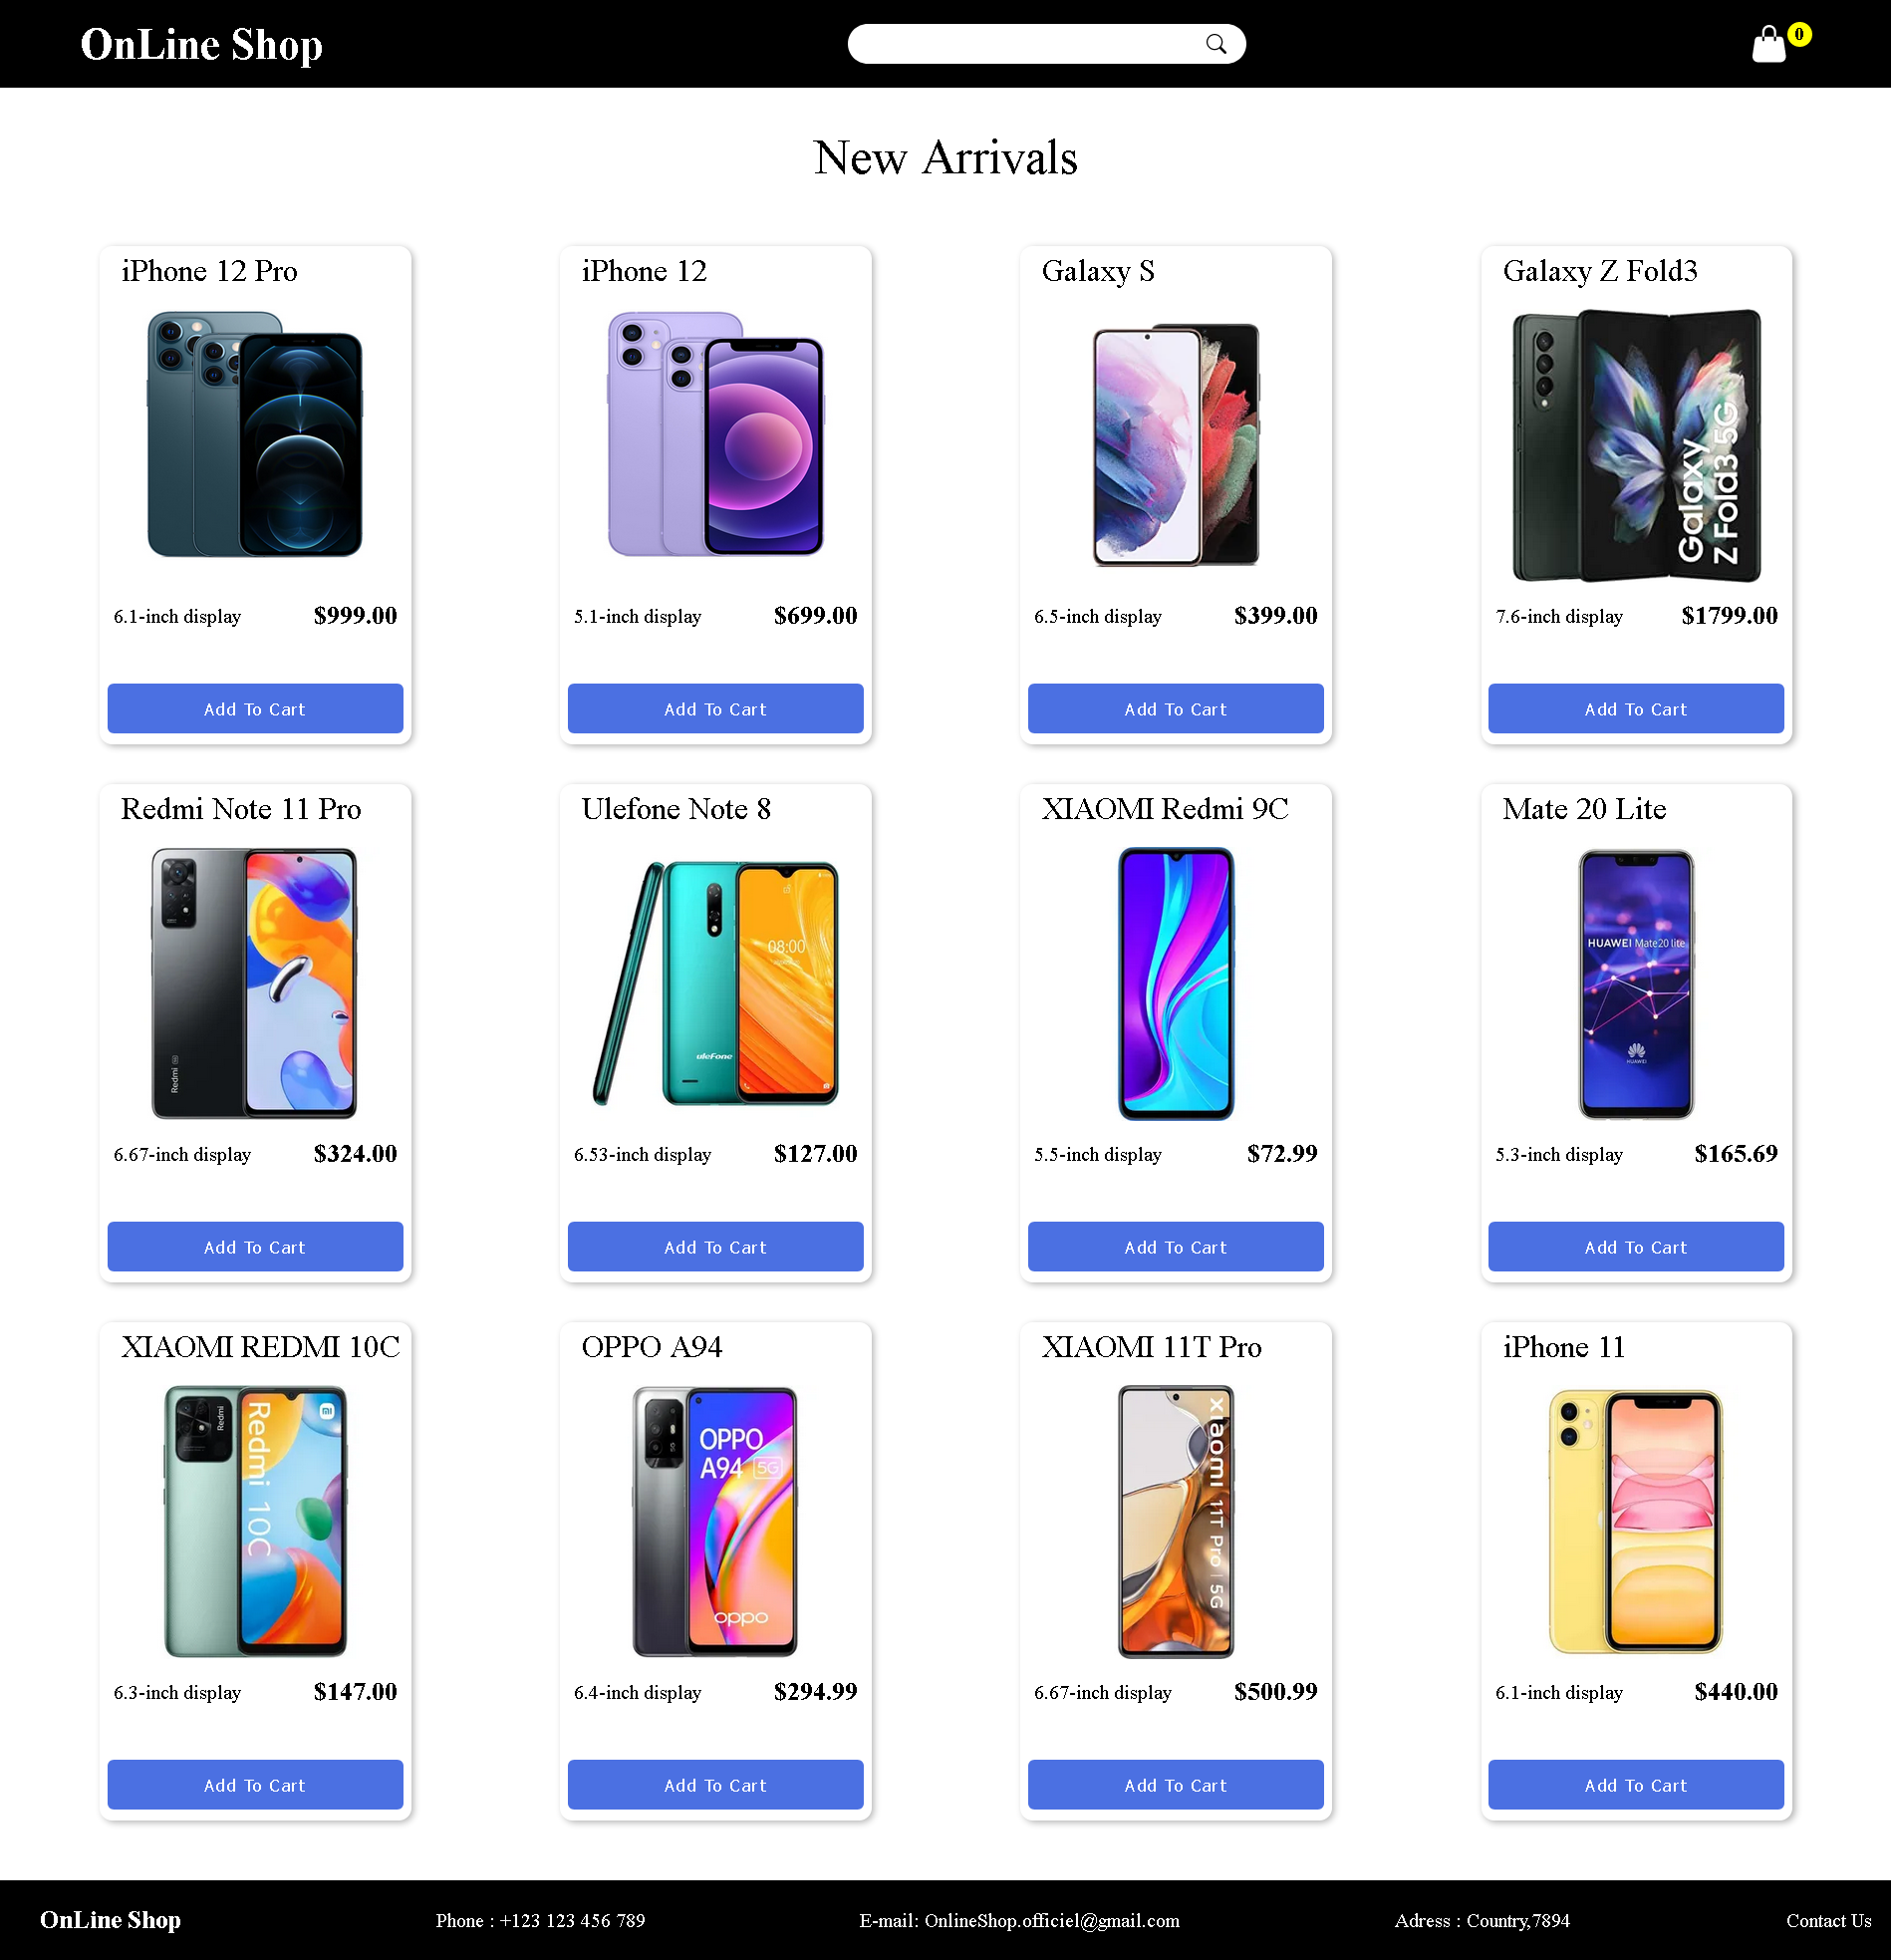 OnLine Shop
0
New Arrivals
iPhone 12 Pro
6.1-inch display
$999.00
Add To Cart
iPhone 12
5.1-inch display
$699.00
Add To Cart
Galaxy S
6.5-inch display
$399.00
Add To Cart
Galaxy Z Fold3
Galaxy
Z Fold3 5G
7.6-inch display
$1799.00
Add To Cart
Redmi Note 11 Pro
Redmi
6.67-inch display
$324.00
Add To Cart
Ulefone Note 8
08:00
uleFone
6.53-inch display
$127.00
Add To Cart
XIAOMI Redmi 9C
5.5-inch display
$72.99
Add To Cart
Mate 20 Lite
HUAWEI Mate20 lite
HUAWEI
5.3-inch display
$165.69
Add To Cart
XIAOMI REDMI 10C
Redmi
Redmi 10C
6.3-inch display
$147.00
Add To Cart
OPPO A94
OPPO
A94 5G
oppo
6.4-inch display
$294.99
Add To Cart
XIAOMI 11T Pro
Xiaomi 11T Pro | 5G
6.67-inch display
$500.99
Add To Cart
iPhone 11
6.1-inch display
$440.00
Add To Cart
OnLine Shop
Phone : +123 123 456 789
E-mail: OnlineShop.officiel@gmail.com
Adress : Country,7894
Contact Us